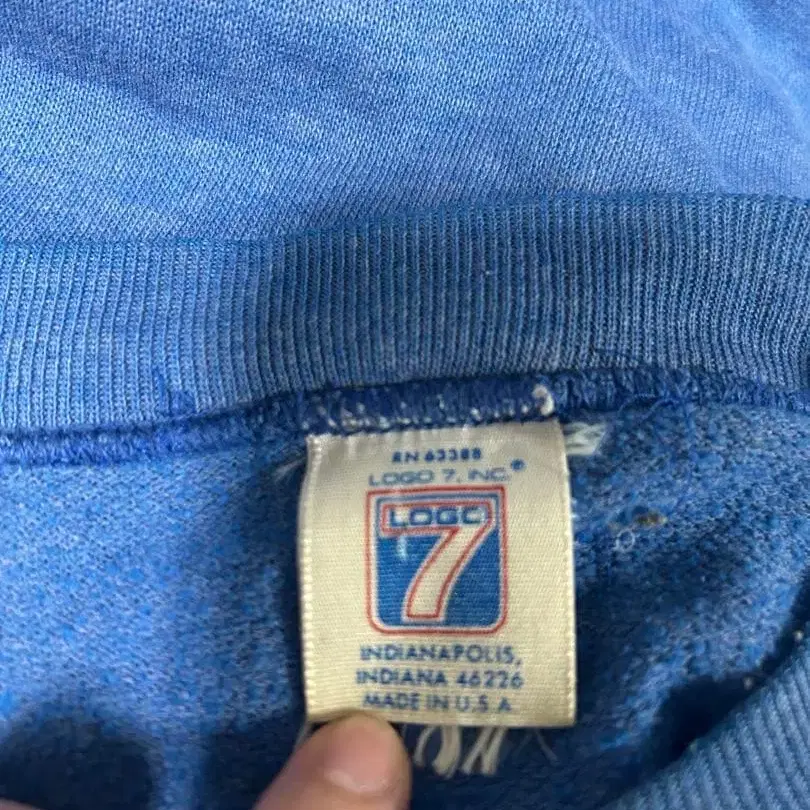 RN 63388
LOGO 7, INC.®
LOGO
7
INDIANAPOLIS,
INDIANA 46226
MADE IN U.S.A